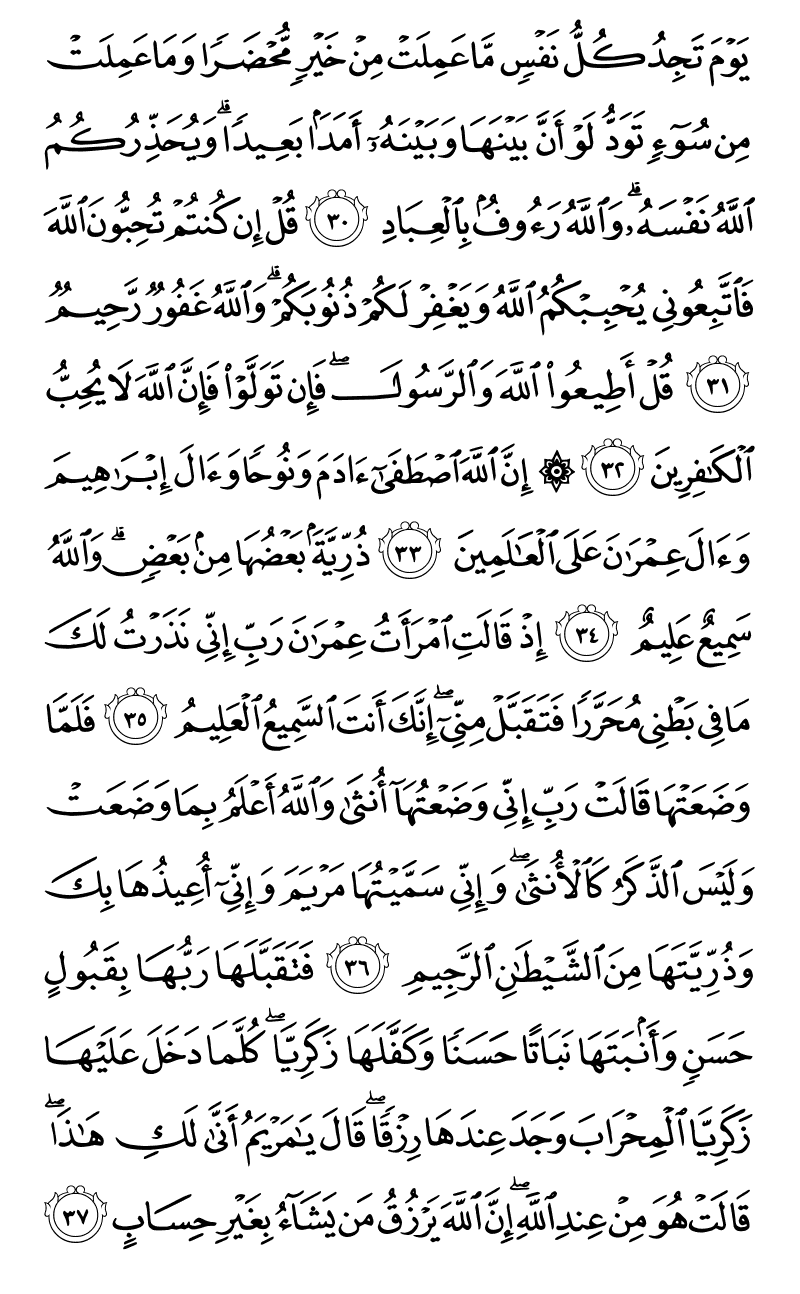 يَوۡمَ تَجِدُ كُلُّ نَفۡسٖ مَّا عَمِلَتۡ مِنۡ خَيۡرٖ مُّحۡضَرٗا وَمَا عَمِلَتۡ
مِن سُوٓءٖ تَوَدُّ لَوۡ أَنَّ بَيۡنَهَا وَبَيۡنَهُۥٓ أَمَدَۢا بَعِيدٗاۗ وَيُحَذِّرُكُمُ
ٱللَّهُ نَفۡسَهُۥۗ وَٱللَّهُ رَءُوفُۢ بِٱلۡعِبَادِ ٣٠ قُلۡ إِن كُنتُمۡ تُحِبُّونَ ٱللَّهَ
فَٱتَّبِعُونِي يُحۡبِبۡكُمُ ٱللَّهُ وَيَغۡفِرۡ لَكُمۡ ذُنُوبَكُمۡۗ وَٱللَّهُ غَفُورٞ رَّحِيمٞ
٣١ قُلۡ أَطِيعُواْ ٱللَّهَ وَٱلرَّسُولَۖ فَإِن تَوَلَّوۡاْ فَإِنَّ ٱللَّهَ لَا يُحِبُّ
ٱلۡكَٰفِرِينَ ٣٢ ۞ إِنَّ ٱللَّهَ ٱصۡطَفَىٰٓ ءَادَمَ وَنُوحٗا وَءَالَ إِبۡرَٰهِيمَ
وَءَالَ عِمۡرَٰنَ عَلَى ٱلۡعَٰلَمِينَ ٣٣ ذُرِّيَّةَۢ بَعۡضُهَا مِنۢ بَعۡضٖۗ وَٱللَّهُ
سَمِيعٌ عَلِيمٌ ٣٤ إِذۡ قَالَتِ ٱمۡرَأَتُ عِمۡرَٰنَ رَبِّ إِنِّي نَذَرۡتُ لَكَ
مَا فِي بَطۡنِي مُحَرَّرٗا فَتَقَبَّلۡ مِنِّيٓۖ إِنَّكَ أَنتَ ٱلسَّمِيعُ ٱلۡعَلِيمُ ٣٥ فَلَمَّا
وَضَعَتۡهَا قَالَتۡ رَبِّ إِنِّي وَضَعۡتُهَآ أُنثَىٰ وَٱللَّهُ أَعۡلَمُ بِمَا وَضَعَتۡ
وَلَيۡسَ ٱلذَّكَرُ كَٱلۡأُنثَىٰۖ وَإِنِّي سَمَّيۡتُهَا مَرۡيَمَ وَإِنِّيٓ أُعِيذُهَا بِكَ
وَذُرِّيَّتَهَا مِنَ ٱلشَّيۡطَٰنِ ٱلرَّجِيمِ ٣٦ فَتَقَبَّلَهَا رَبُّهَا بِقَبُولٍ
حَسَنٖ وَأَنۢبَتَهَا نَبَاتًا حَسَنٗا وَكَفَّلَهَا زَكَرِيَّاۖ كُلَّمَا دَخَلَ عَلَيۡهَا
زَكَرِيَّا ٱلۡمِحۡرَابَ وَجَدَ عِندَهَا رِزۡقٗاۖ قَالَ يَٰمَرۡيَمُ أَنَّىٰ لَكِ هَٰذَاۖ
قَالَتۡ هُوَ مِنۡ عِندِ ٱللَّهِۖ إِنَّ ٱللَّهَ يَرۡزُقُ مَن يَشَآءُ بِغَيۡرِ حِسَابٍ ٣٧